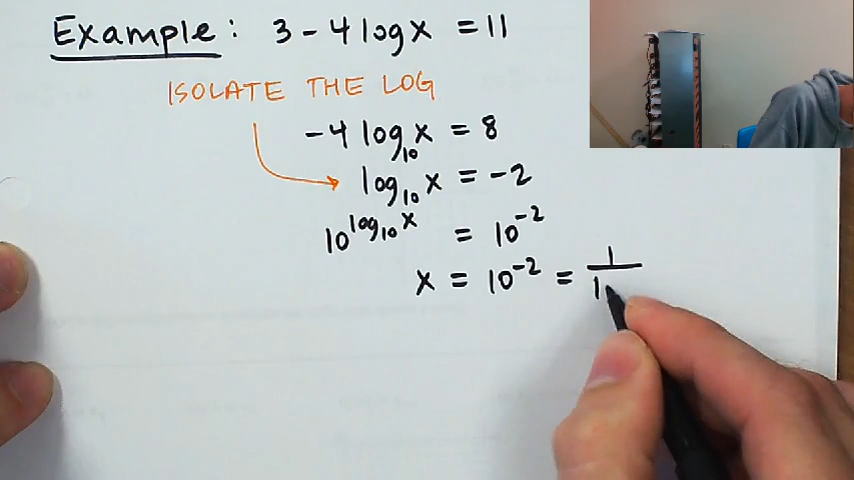 Example: 3 - 4 log x = 11
ISOLATE THE LOG
-4 log₁₀ x = 8
log₁₀ x = -2
10^(log₁₀ x) = 10⁻²
x = 10⁻² = 1/1